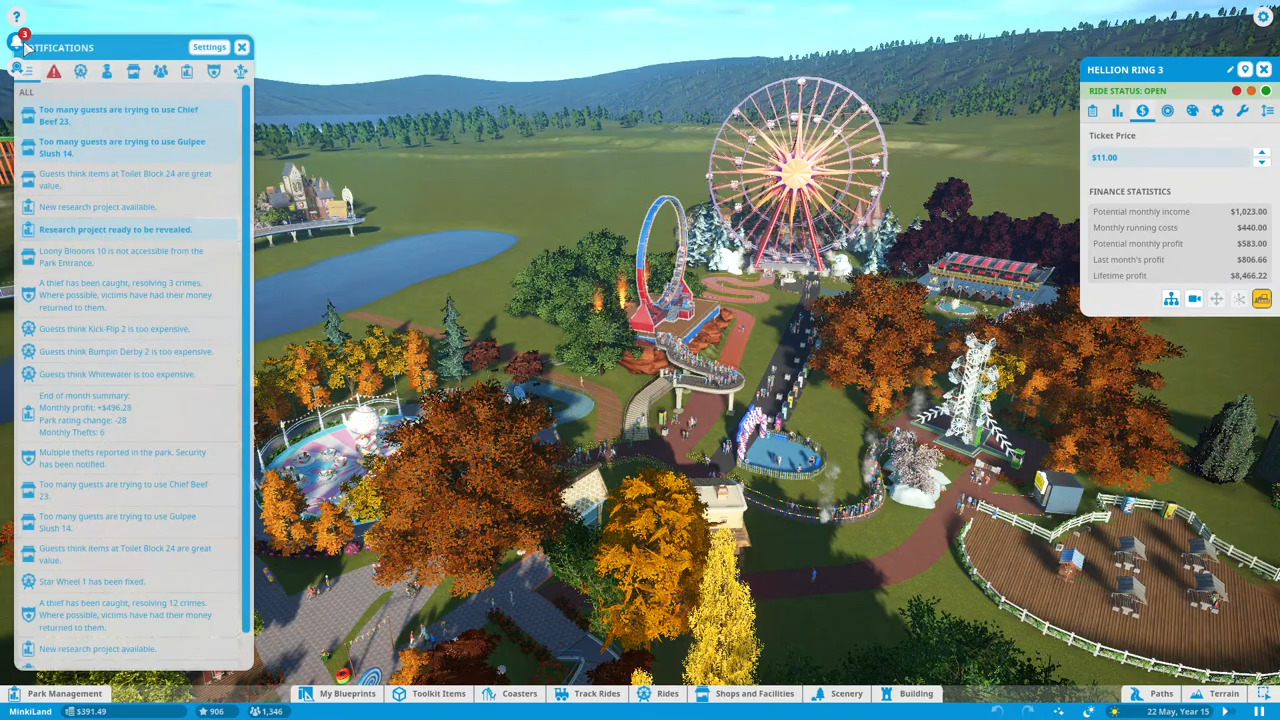 ?
3
NOTIFICATIONS
Settings
ALL
Too many guests are trying to use Chief
Beef 23.
Too many guests are trying to use Gulpee
Slush 14.
Guests think items at Toilet Block 24 are great
value.
New research project available.
Research project ready to be revealed.
Loony Blooons 10 is not accessible from the
Park Entrance.
A thief has been caught, resolving 3 crimes.
Where possible, victims have had their money
returned to them.
Guests think Kick-Flip 2 is too expensive.
Guests think Bumpin Derby 2 is too expensive.
Guests think Whitewater is too expensive.
End of month summary:
Monthly profit: +$496.28
Park rating change: -28
Monthly Thefts: 6
Multiple thefts reported in the park. Security
has been notified.
Too many guests are trying to use Chief Beef
23.
Too many guests are trying to use Gulpee
Slush 14.
Guests think items at Toilet Block 24 are great
value.
Star Wheel 1 has been fixed.
A thief has been caught, resolving 12 crimes.
Where possible, victims have had their money
returned to them.
New research project available.
HELLION RING 3
RIDE STATUS: OPEN
Ticket Price
$11.00
FINANCE STATISTICS
Potential monthly income $1,023.00
Monthly running costs $440.00
Potential monthly profit $583.00
Last month's profit $806.66
Lifetime profit $8,466.22
Park Management
My Blueprints
Toolkit Items
Coasters
Track Rides
Rides
Shops and Facilities
Scenery
Building
Paths
Terrain
MinkiLand
$391.49
906
1,346
22 May, Year 15